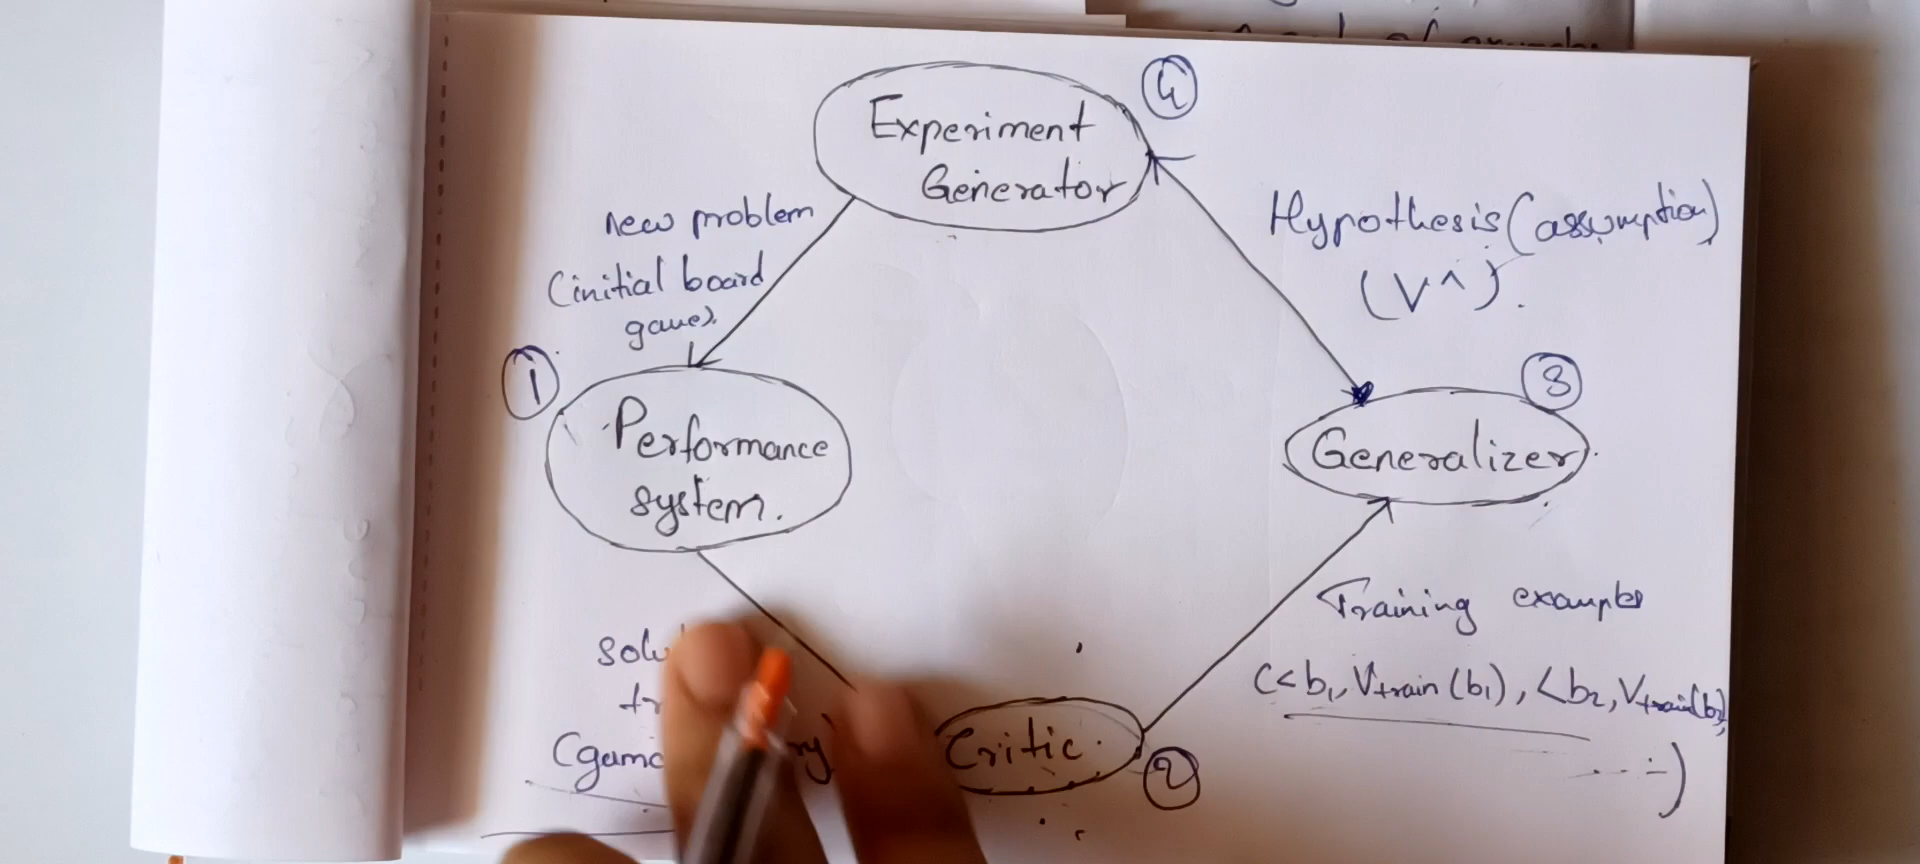 4
Experiment
Generator
new problem
(initial board
game).
Hypothesis (assumption)
(V^).
1
Performance
system.
3
Generalizer.
Training examples
(<b1, Vtrain(b1), <b2, Vtrain(b2)
...)
Critic.
2